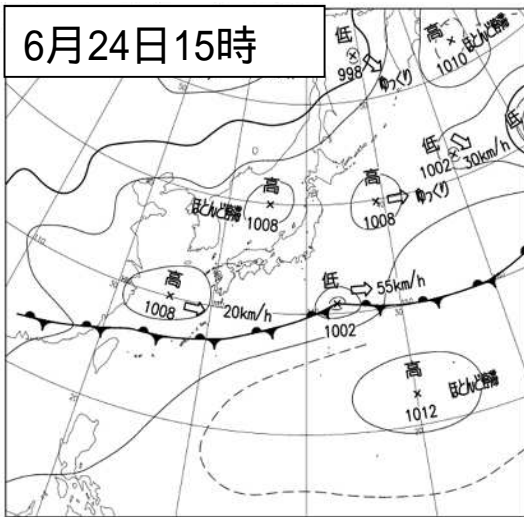 6月24日15時
低
998
ゆっくり
高
1010
ほとんど停滞
低
低
1002
30km/h
高
ほとんど停滞
1008
高
1008
ゆっくり
高
1008
20km/h
低
55km/h
1002
高
ほとんど停滞
1012